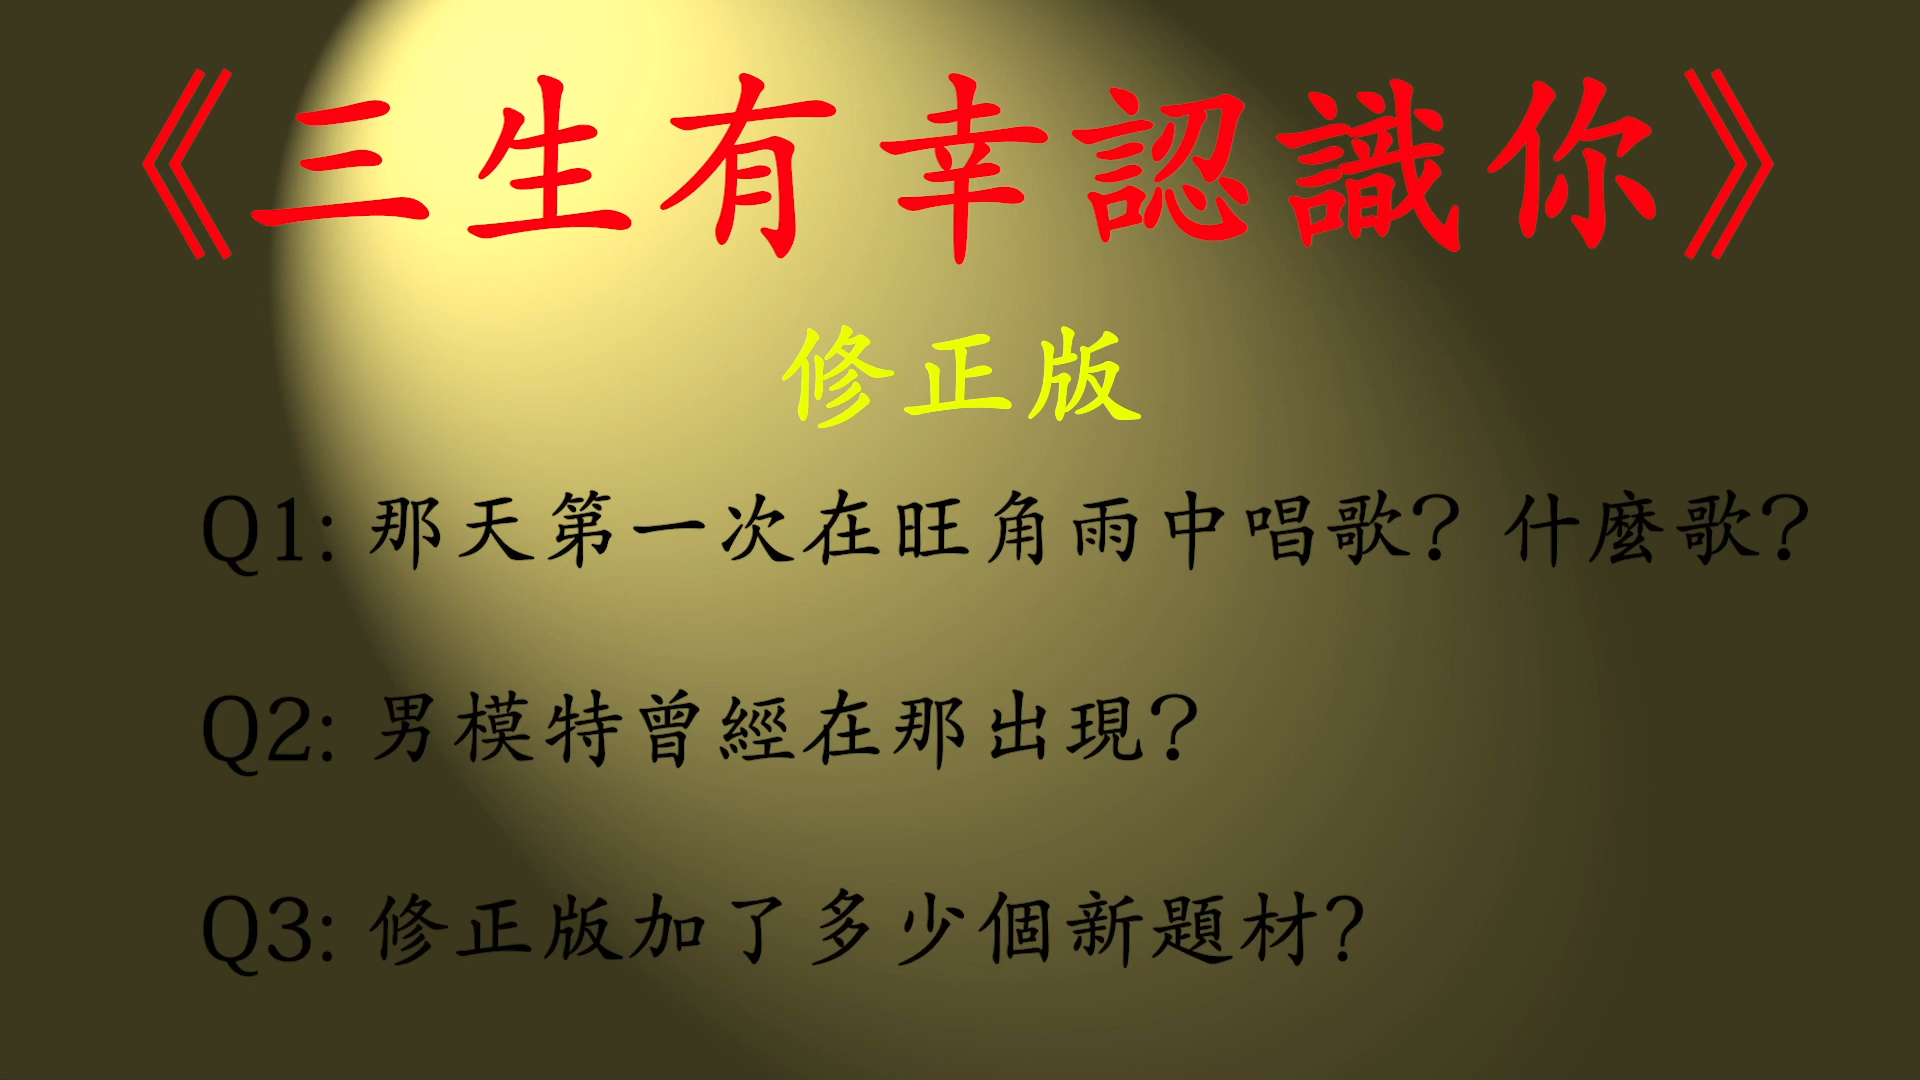 《三生有幸認識你》
修正版
Q1: 那天第一次在旺角雨中唱歌? 什麼歌?
Q2: 男模特曾經在那出現?
Q3: 修正版加了多少個新題材?